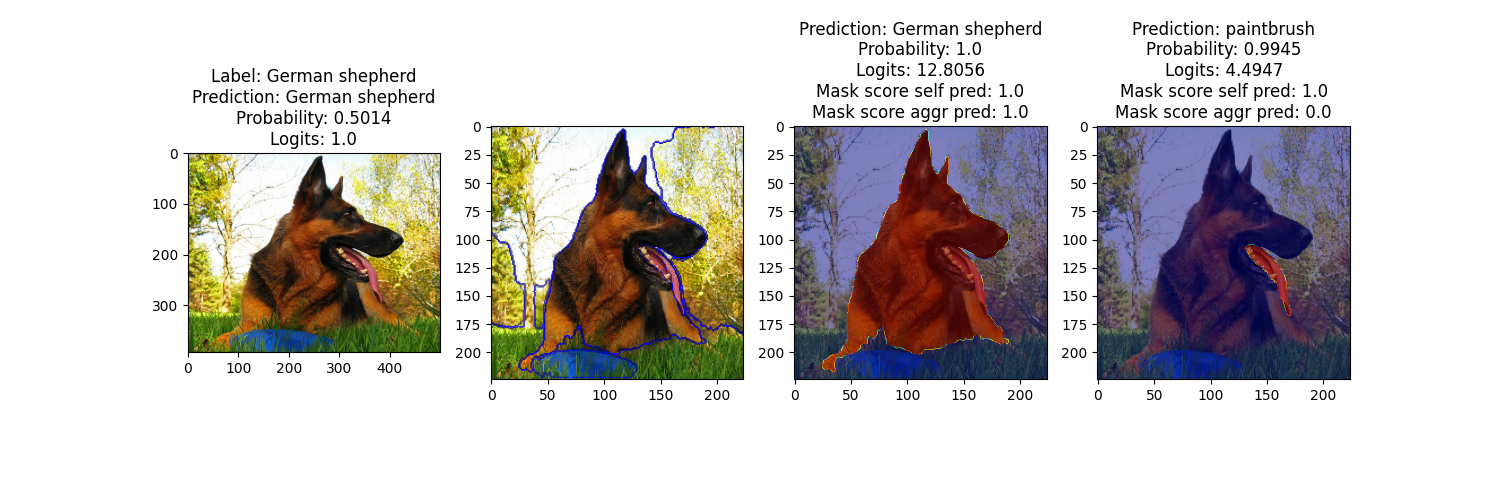 Label: German shepherd
Prediction: German shepherd
Probability: 0.5014
Logits: 1.0
0
100
200
300
0 100 200 300 400
0
25
50
75
100
125
150
175
200
0 50 100 150 200
Prediction: German shepherd
Probability: 1.0
Logits: 12.8056
Mask score self pred: 1.0
Mask score aggr pred: 1.0
0
25
50
75
100
125
150
175
200
0 50 100 150 200
Prediction: paintbrush
Probability: 0.9945
Logits: 4.4947
Mask score self pred: 1.0
Mask score aggr pred: 0.0
0
25
50
75
100
125
150
175
200
0 50 100 150 200